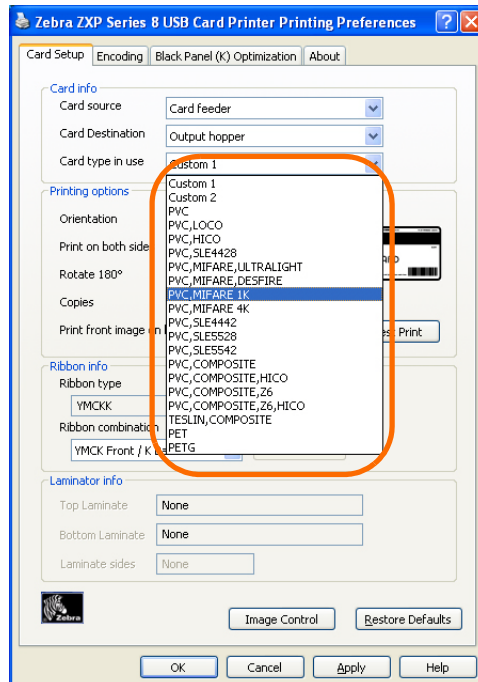 Zebra ZXP Series 8 USB Card Printer Printing Preferences
Card Setup Encoding Black Panel (K) Optimization About
Card info
Card source Card feeder
Card Destination Output hopper
Card type in use Custom 1
Custom 1
Custom 2
PVC
PVC,LOCO
PVC,HICO
PVC,SLE4428
PVC,MIFARE,ULTRALIGHT
PVC,MIFARE,DESFIRE
PVC,MIFARE 1K
PVC,MIFARE 4K
PVC,SLE4442
PVC,SLE5528
PVC,SLE5542
PVC,COMPOSITE
PVC,COMPOSITE,HICO
PVC,COMPOSITE,Z6
PVC,COMPOSITE,Z6,HICO
TESLIN,COMPOSITE
PET
PETG
Printing options
Orientation
Print on both side
Rotate 180°
Copies
Print front image on Print
Ribbon info
Ribbon type
YMCKK
Ribbon combination
YMCK Front / K
Laminator info
Top Laminate None
Bottom Laminate None
Laminate sides None
Zebra
Image Control Restore Defaults
OK Cancel Apply Help